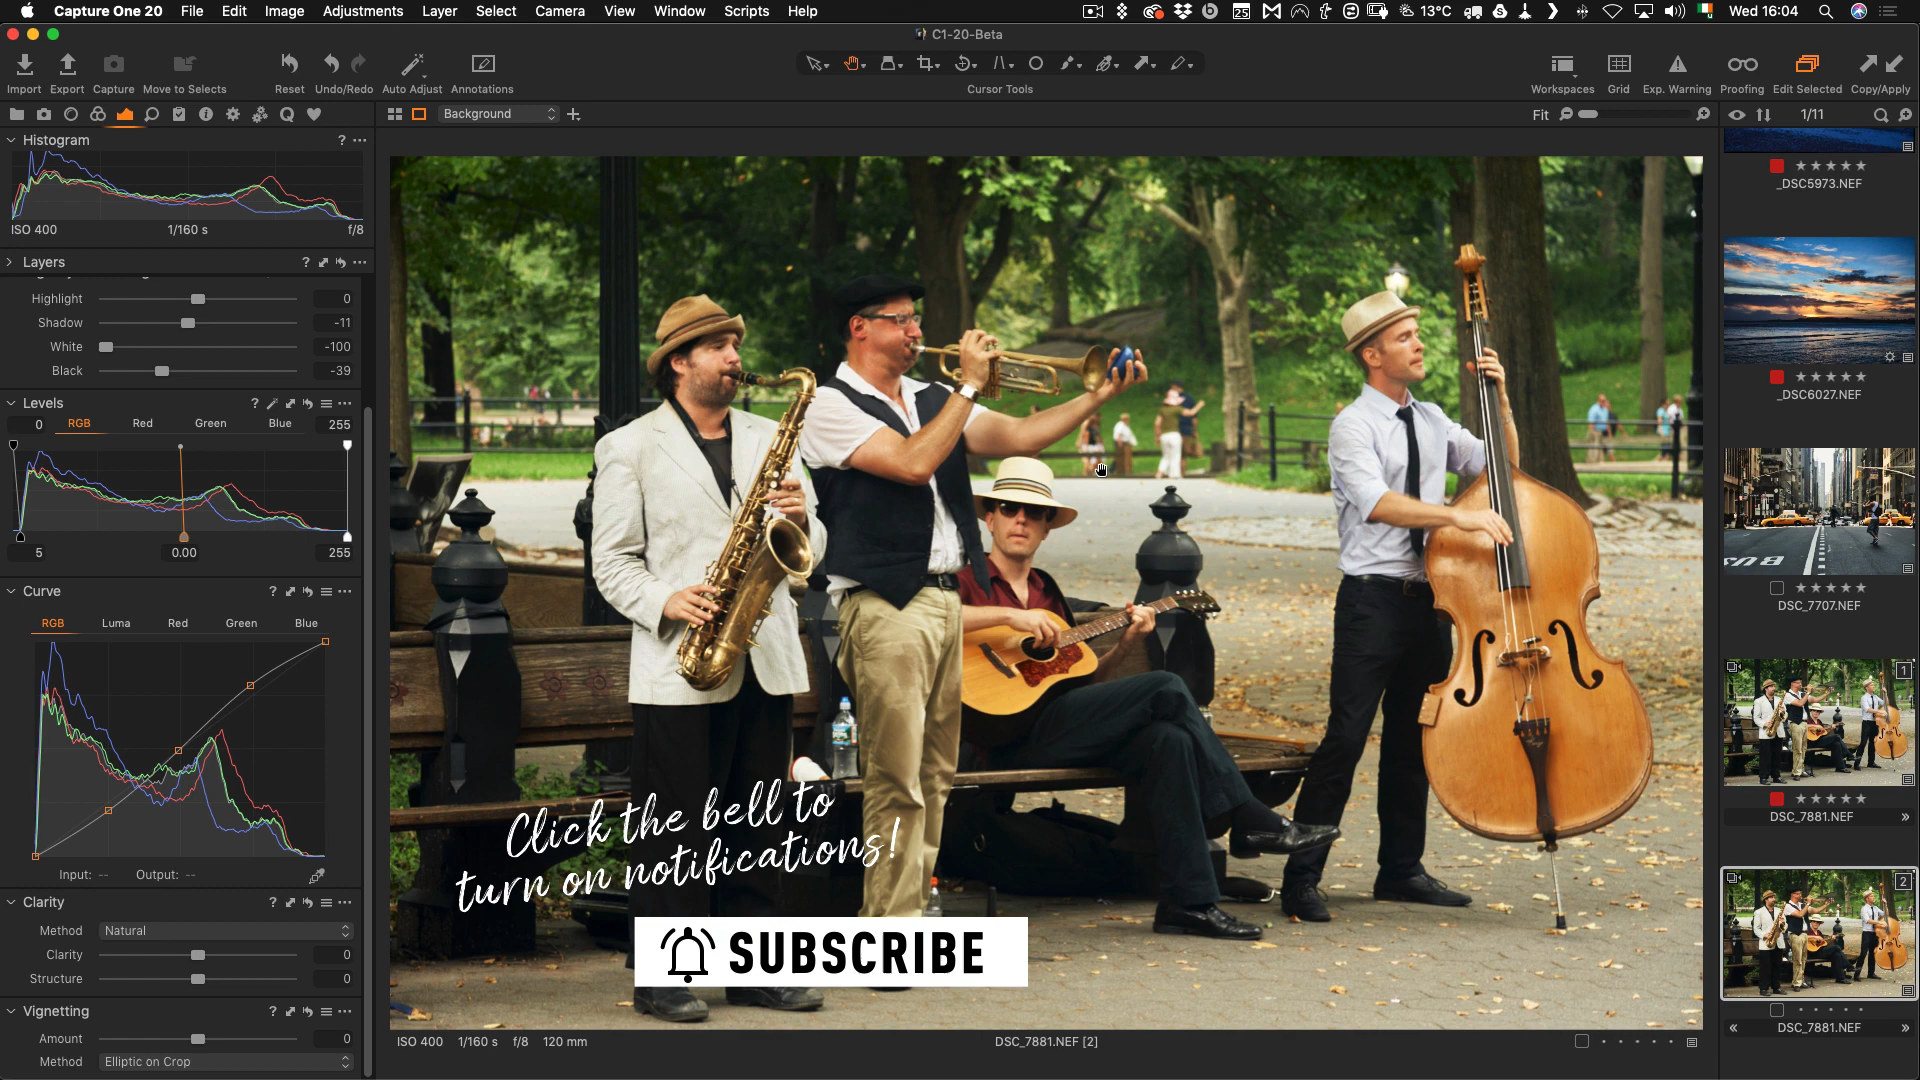 Capture One 20 File Edit Image Adjustments Layer Select Camera View Window Scripts Help 25 13°C Wed 16:04
C1-20-Beta
Import Export Capture Move to Selects Reset Undo/Redo Auto Adjust Annotations Cursor Tools Workspaces Grid Exp. Warning Proofing Edit Selected Copy/Apply
Background Fit 1/11
Histogram
ISO 400 1/160 s f/8
Layers
Highlight 0
Shadow -11
White -100
Black -39
Levels
0 RGB Red Green Blue 255
5 0.00 255
Curve
RGB Luma Red Green Blue
Input: -- Output: --
Clarity
Method Natural
Clarity 0
Structure 0
Vignetting
Amount 0
Method Elliptic on Crop
Click the bell to
turn on notifications!
SUBSCRIBE
ISO 400 1/160 s f/8 120 mm DSC_7881.NEF [2]
_DSC5973.NEF
_DSC6027.NEF
DSC_7707.NEF
1
DSC_7881.NEF
2
DSC_7881.NEF